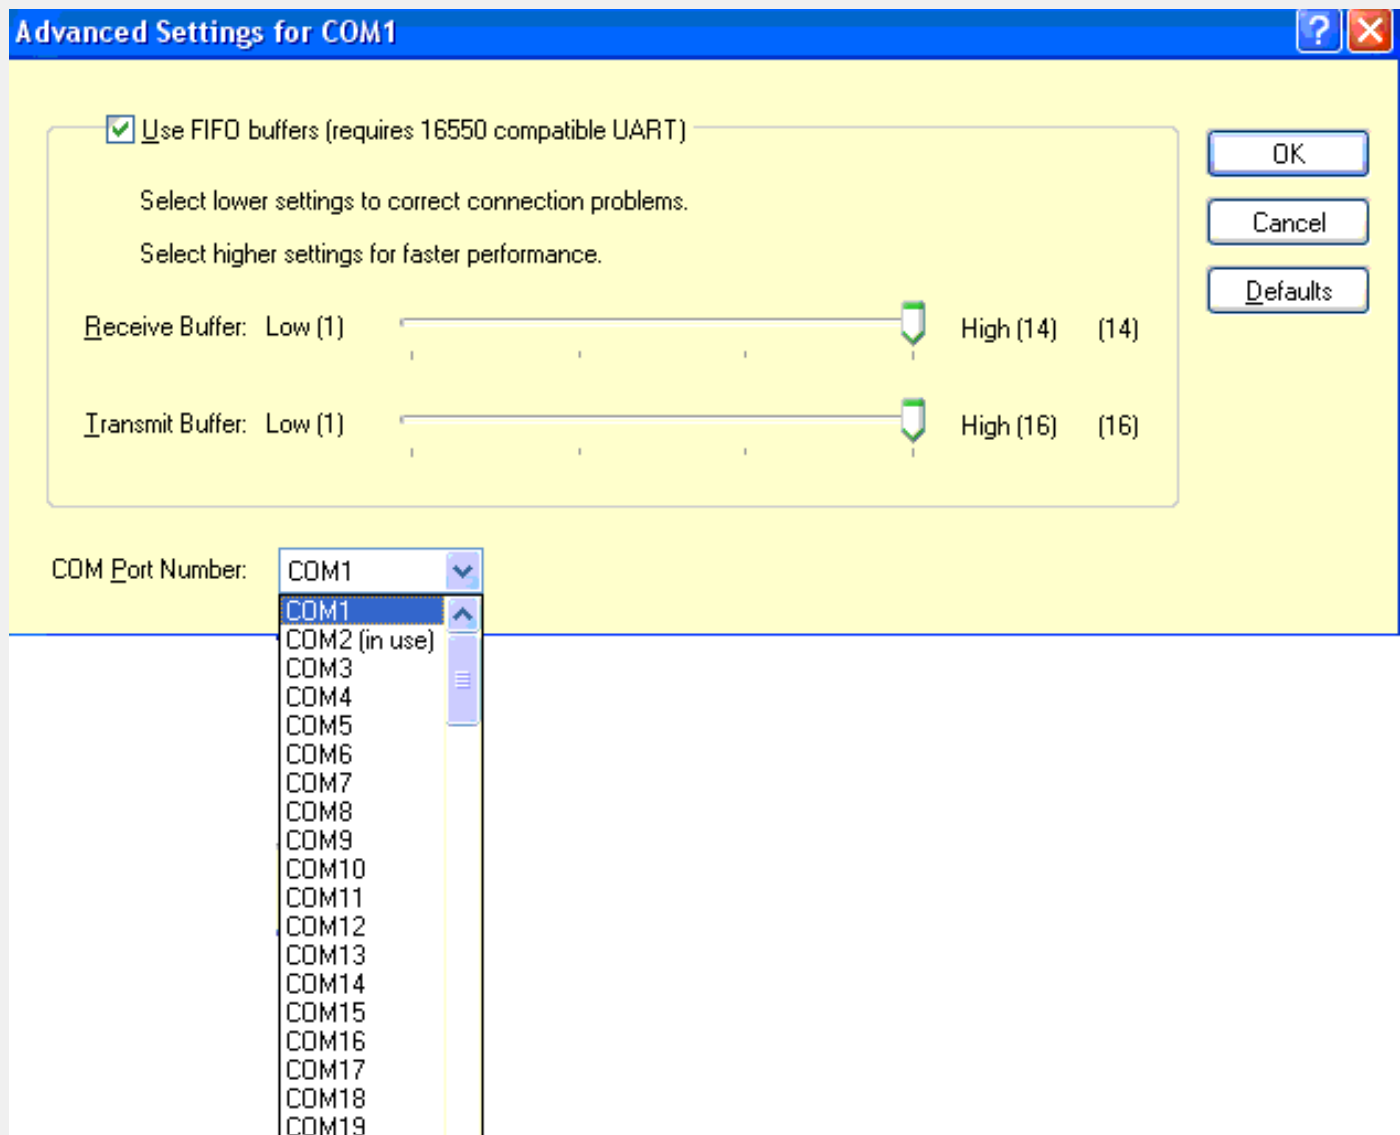 Advanced Settings for COM1
Use FIFO buffers (requires 16550 compatible UART)
OK
Select lower settings to correct connection problems.
Cancel
Select higher settings for faster performance.
Defaults
Receive Buffer: Low (1) High (14) (14)
Transmit Buffer: Low (1) High (16) (16)
COM Port Number: COM1
COM1
COM2 (in use)
COM3
COM4
COM5
COM6
COM7
COM8
COM9
COM10
COM11
COM12
COM13
COM14
COM15
COM16
COM17
COM18
COM19